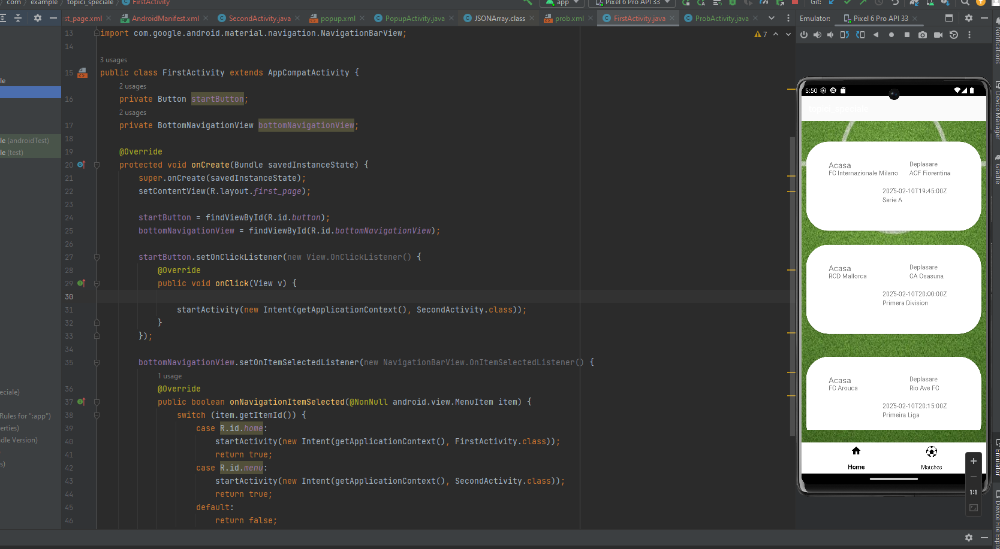 com
example
topici_speciale
FirstActivity
app
Pixel 6 Pro API 33
Git:
st_page.xml
AndroidManifest.xml
SecondActivity.java
popup.xml
PopupActivity.java
JSONArray.class
prob.xml
FirstActivity.java
ProbActivity.java
Emulator:
Pixel 6 Pro API 33
7
le
le (androidTest)
le (test)
eciale)
Rules for ":app")
erties)
dle Version)
s)
13 import com.google.android.material.navigation.NavigationBarView;
14
3 usages
15 public class FirstActivity extends AppCompatActivity {
2 usages
16 private Button startButton;
2 usages
17 private BottomNavigationView bottomNavigationView;
18
19 @Override
20 protected void onCreate(Bundle savedInstanceState) {
21 super.onCreate(savedInstanceState);
22 setContentView(R.layout.first_page);
23
24 startButton = findViewById(R.id.button);
25 bottomNavigationView = findViewById(R.id.bottomNavigationView);
26
27 startButton.setOnClickListener(new View.OnClickListener() {
28 @Override
29 public void onClick(View v) {
30
31 startActivity(new Intent(getApplicationContext(), SecondActivity.class));
32 }
33 });
34
35 bottomNavigationView.setOnItemSelectedListener(new NavigationBarView.OnItemSelectedListener() {
1 usage
36 @Override
37 public boolean onNavigationItemSelected(@NonNull android.view.MenuItem item) {
38 switch (item.getItemId()) {
39 case R.id.home:
40 startActivity(new Intent(getApplicationContext(), FirstActivity.class));
41 return true;
42 case R.id.menu:
43 startActivity(new Intent(getApplicationContext(), SecondActivity.class));
44 return true;
45 default:
46 return false;
5:50
topici_speciale
Acasa
FC Internazionale Milano
Deplasare
ACF Fiorentina
2025-02-10T19:45:00Z
Serie A
Acasa
RCD Mallorca
Deplasare
CA Osasuna
2025-02-10T20:00:00Z
Primera Division
Acasa
FC Arouca
Deplasare
Rio Ave FC
2025-02-10T20:15:00Z
Primeira Liga
Home
Matches
1:1
Notifications
Device Manager
Gradle
Emulator
Device File Explo